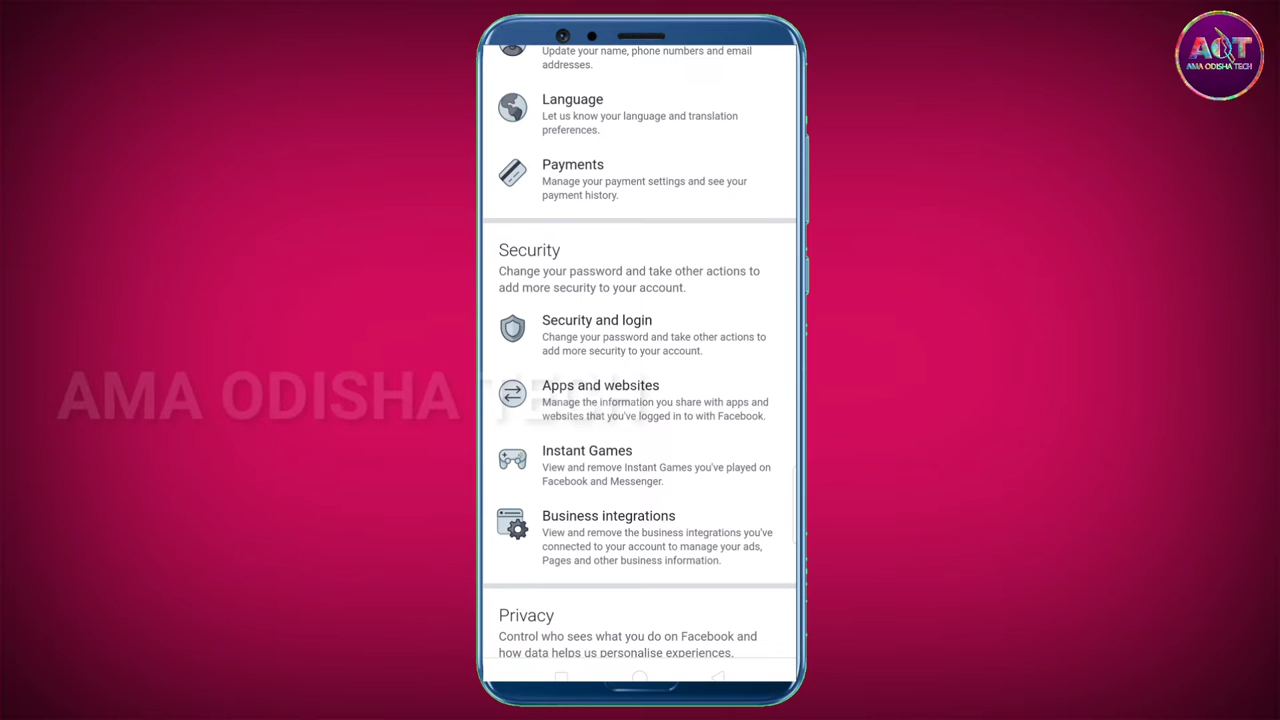 Update your name, phone numbers and email
addresses.
Language
Let us know your language and translation
preferences.
Payments
Manage your payment settings and see your
payment history.
Security
Change your password and take other actions to
add more security to your account.
Security and login
Change your password and take other actions to
add more security to your account.
Apps and websites
Manage the information you share with apps and
websites that you've logged in to with Facebook.
Instant Games
View and remove Instant Games you've played on
Facebook and Messenger.
Business integrations
View and remove the business integrations you've
connected to your account to manage your ads,
Pages and other business information.
Privacy
Control who sees what you do on Facebook and
how data helps us personalise experiences.
AMA ODISHA TECH
AOT
AMA ODISHA TECH